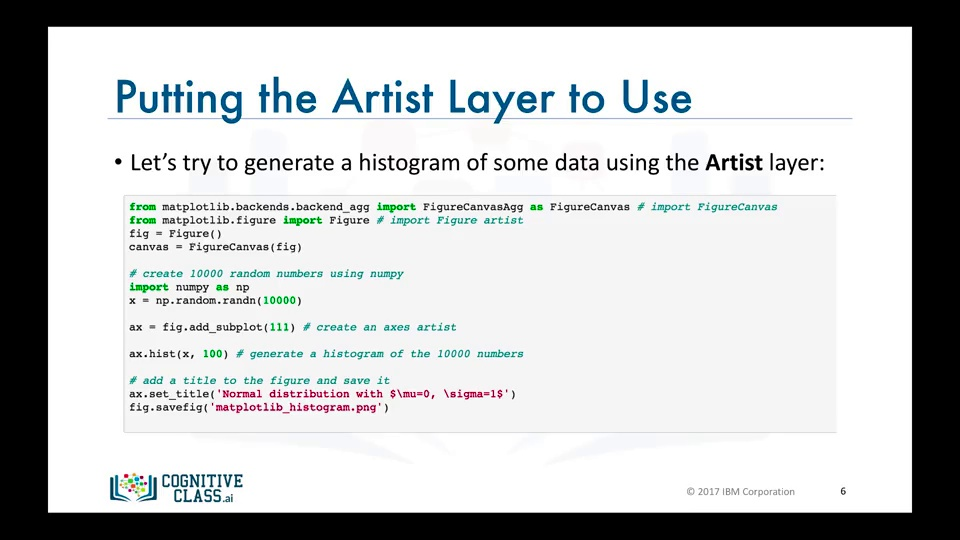 Putting the Artist Layer to Use
• Let's try to generate a histogram of some data using the Artist layer:
from matplotlib.backends.backend_agg import FigureCanvasAgg as FigureCanvas # import FigureCanvas
from matplotlib.figure import Figure # import Figure artist
fig = Figure()
canvas = FigureCanvas(fig)
# create 10000 random numbers using numpy
import numpy as np
x = np.random.randn(10000)
ax = fig.add_subplot(111) # create an axes artist
ax.hist(x, 100) # generate a histogram of the 10000 numbers
# add a title to the figure and save it
ax.set_title('Normal distribution with $\mu=0, \sigma=1$')
fig.savefig('matplotlib_histogram.png')
COGNITIVE
CLASS.ai
© 2017 IBM Corporation
6